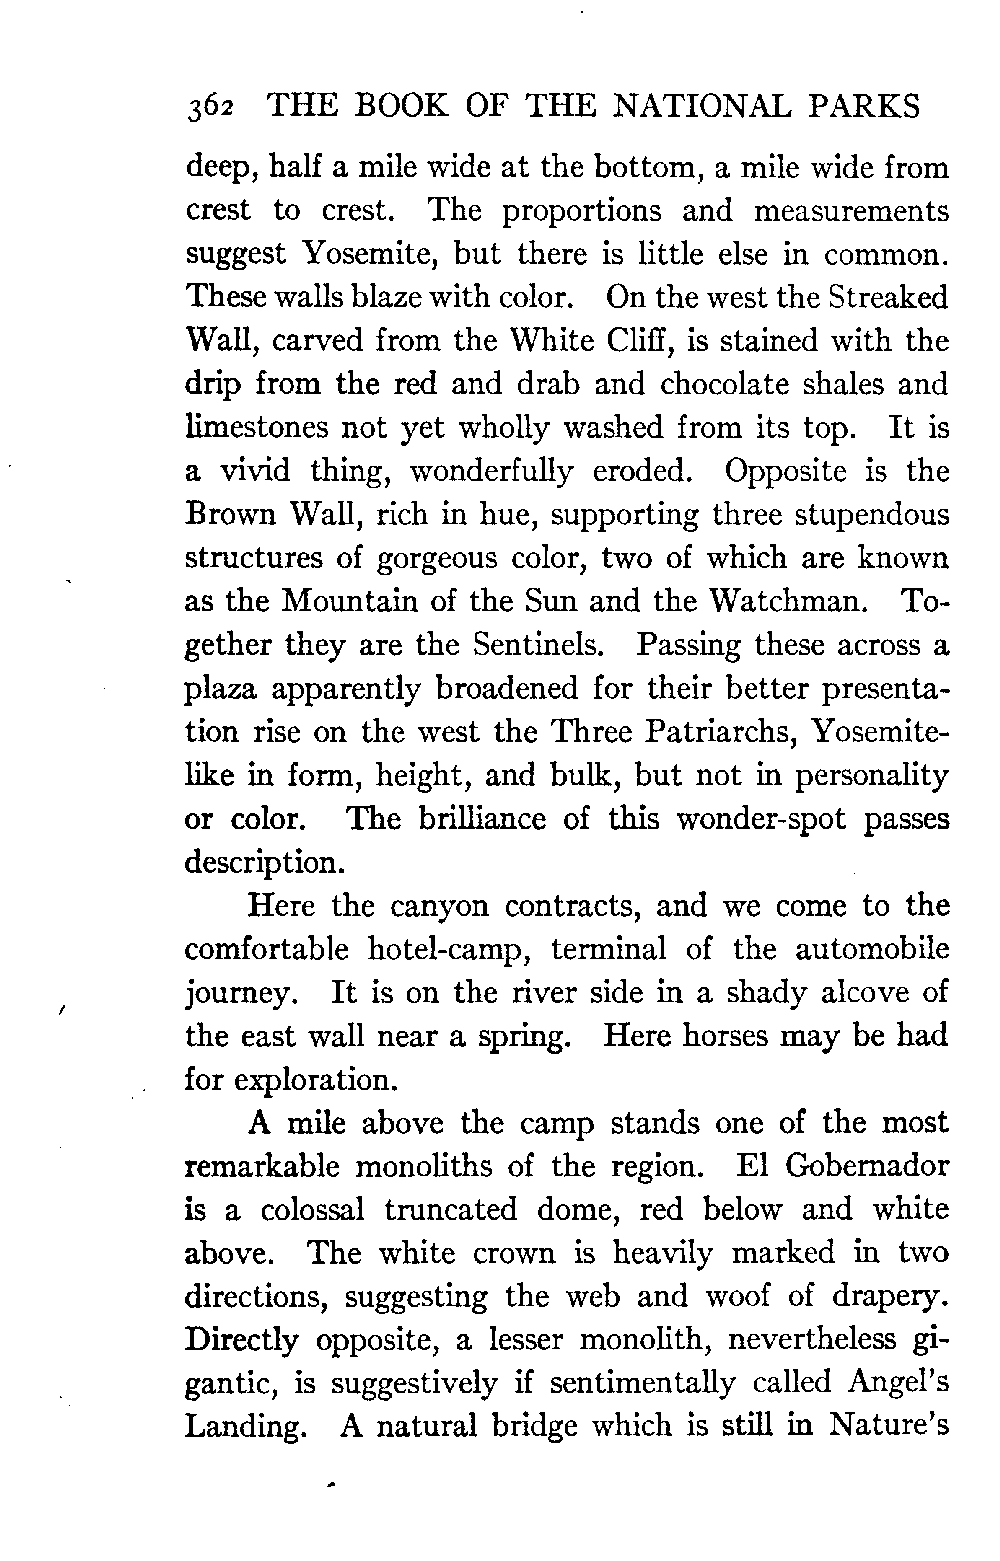 362 THE BOOK OF THE NATIONAL PARKS
deep, half a mile wide at the bottom, a mile wide from
crest to crest. The proportions and measurements
suggest Yosemite, but there is little else in common.
These walls blaze with color. On the west the Streaked
Wall, carved from the White Cliff, is stained with the
drip from the red and drab and chocolate shales and
limestones not yet wholly washed from its top. It is
a vivid thing, wonderfully eroded. Opposite is the
Brown Wall, rich in hue, supporting three stupendous
structures of gorgeous color, two of which are known
as the Mountain of the Sun and the Watchman. To-
gether they are the Sentinels. Passing these across a
plaza apparently broadened for their better presenta-
tion rise on the west the Three Patriarchs, Yosemite-
like in form, height, and bulk, but not in personality
or color. The brilliance of this wonder-spot passes
description.
Here the canyon contracts, and we come to the
comfortable hotel-camp, terminal of the automobile
journey. It is on the river side in a shady alcove of
the east wall near a spring. Here horses may be had
for exploration.
A mile above the camp stands one of the most
remarkable monoliths of the region. El Gobernador
is a colossal truncated dome, red below and white
above. The white crown is heavily marked in two
directions, suggesting the web and woof of drapery.
Directly opposite, a lesser monolith, nevertheless gi-
gantic, is suggestively if sentimentally called Angel's
Landing. A natural bridge which is still in Nature's